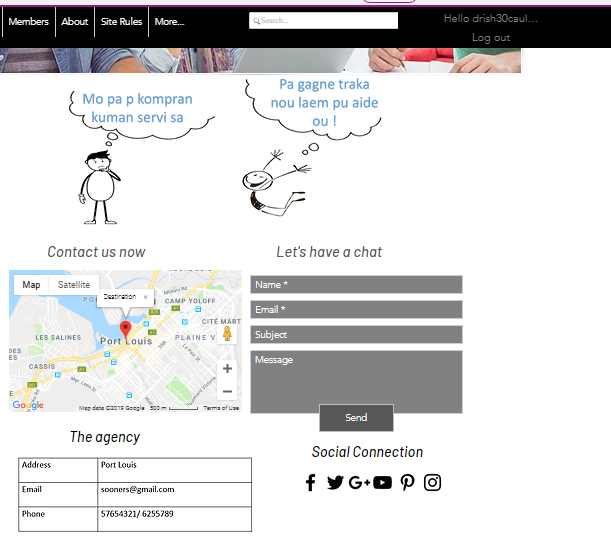 Members About Site Rules More... Search... Hello drish30caul...
Log out
Mo pa p kompran
kuman servi sa
Pa gagne traka
nou laem pu aide
ou !
Contact us now
Let's have a chat
Map Satellite
Destination ×
CAMP YOLOFF
CITÉ MART
LES SALINES
Port Louis
PLAINE V
CASSIS
Google Map data ©2019 Google 500 m Terms of Use
Name *
Email *
Subject
Message
Send
The agency
Address Port Louis
Email sooners@gmail.com
Phone 57654321/ 6255789
Social Connection